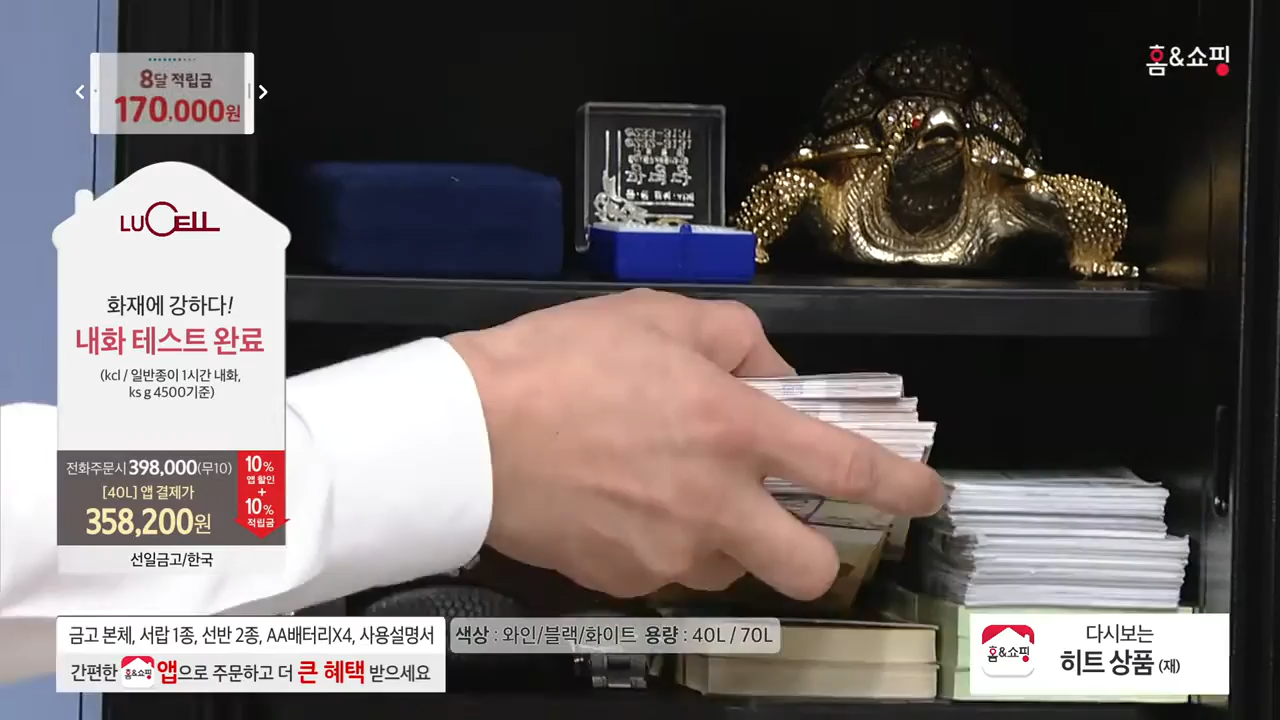 8달 적립금
170,000원
홈&쇼핑
LUCELL
화재에 강하다!
내화 테스트 완료
(kcl / 일반종이 1시간 내화,
ks g 4500기준)
전화주문시 398,000(무10)
[40L] 앱 결제가
358,200원
10%
앱 할인
+
10%
적립금
선일금고/한국
금고 본체, 서랍 1종, 선반 2종, AA배터리X4, 사용설명서
간편한 홈&쇼핑 앱으로 주문하고 더 큰 혜택 받으세요
색상 : 와인/블랙/화이트 용량 : 40L / 70L
홈&쇼핑
다시보는
히트 상품 (재)